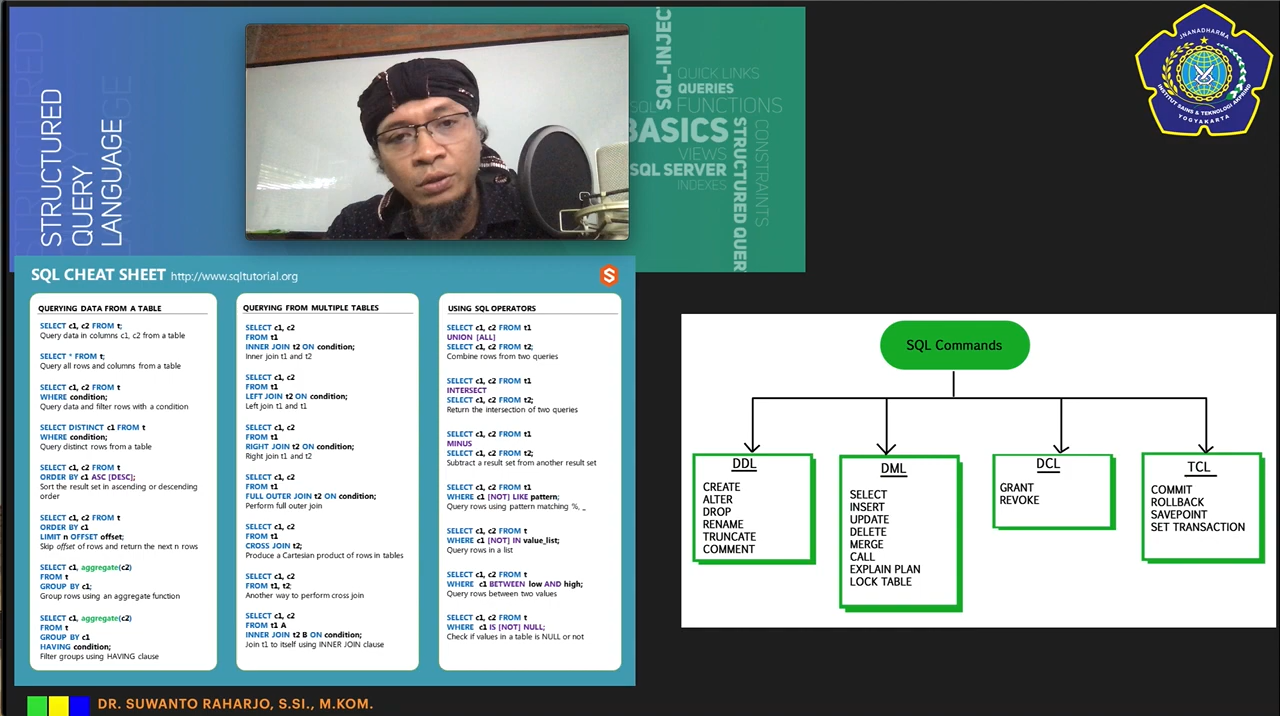 STRUCTURED
QUERY
LANGUAGE
SQL-INJEC
QUICK LINKS
QUERIES
SQL FUNCTIONS
BASICS
VIEWS
SQL SERVER
INDEXES
STRUCTURED QUER
CONSTRAINTS
JNANADHARMA
INSTITUT SAINS & TEKNOLOGI AKPRIND
YOGYAKARTA
SQL CHEAT SHEET http://www.sqltutorial.org
QUERYING DATA FROM A TABLE
SELECT c1, c2 FROM t;
Query data in columns c1, c2 from a table
SELECT * FROM t;
Query all rows and columns from a table
SELECT c1, c2 FROM t
WHERE condition;
Query data and filter rows with a condition
SELECT DISTINCT c1 FROM t
WHERE condition;
Query distinct rows from a table
SELECT c1, c2 FROM t
ORDER BY c1 ASC [DESC];
Sort the result set in ascending or descending
order
SELECT c1, c2 FROM t
ORDER BY c1
LIMIT n OFFSET offset;
Skip offset of rows and return the next n rows
SELECT c1, aggregate(c2)
FROM t
GROUP BY c1;
Group rows using an aggregate function
SELECT c1, aggregate(c2)
FROM t
GROUP BY c1
HAVING condition;
Filter groups using HAVING clause
QUERYING FROM MULTIPLE TABLES
SELECT c1, c2
FROM t1
INNER JOIN t2 ON condition;
Inner join t1 and t2
SELECT c1, c2
FROM t1
LEFT JOIN t2 ON condition;
Left join t1 and t1
SELECT c1, c2
FROM t1
RIGHT JOIN t2 ON condition;
Right join t1 and t2
SELECT c1, c2
FROM t1
FULL OUTER JOIN t2 ON condition;
Perform full outer join
SELECT c1, c2
FROM t1
CROSS JOIN t2;
Produce a Cartesian product of rows in tables
SELECT c1, c2
FROM t1, t2;
Another way to perform cross join
SELECT c1, c2
FROM t1 A
INNER JOIN t2 B ON condition;
Join t1 to itself using INNER JOIN clause
USING SQL OPERATORS
SELECT c1, c2 FROM t1
UNION [ALL]
SELECT c1, c2 FROM t2;
Combine rows from two queries
SELECT c1, c2 FROM t1
INTERSECT
SELECT c1, c2 FROM t2;
Return the intersection of two queries
SELECT c1, c2 FROM t1
MINUS
SELECT c1, c2 FROM t2;
Subtract a result set from another result set
SELECT c1, c2 FROM t1
WHERE c1 [NOT] LIKE pattern;
Query rows using pattern matching %, _
SELECT c1, c2 FROM t
WHERE c1 [NOT] IN value_list;
Query rows in a list
SELECT c1, c2 FROM t
WHERE c1 BETWEEN low AND high;
Query rows between two values
SELECT c1, c2 FROM t
WHERE c1 IS [NOT] NULL;
Check if values in a table is NULL or not
SQL Commands
DDL
CREATE
ALTER
DROP
RENAME
TRUNCATE
COMMENT
DML
SELECT
INSERT
UPDATE
DELETE
MERGE
CALL
EXPLAIN PLAN
LOCK TABLE
DCL
GRANT
REVOKE
TCL
COMMIT
ROLLBACK
SAVEPOINT
SET TRANSACTION
DR. SUWANTO RAHARJO, S.SI., M.KOM.